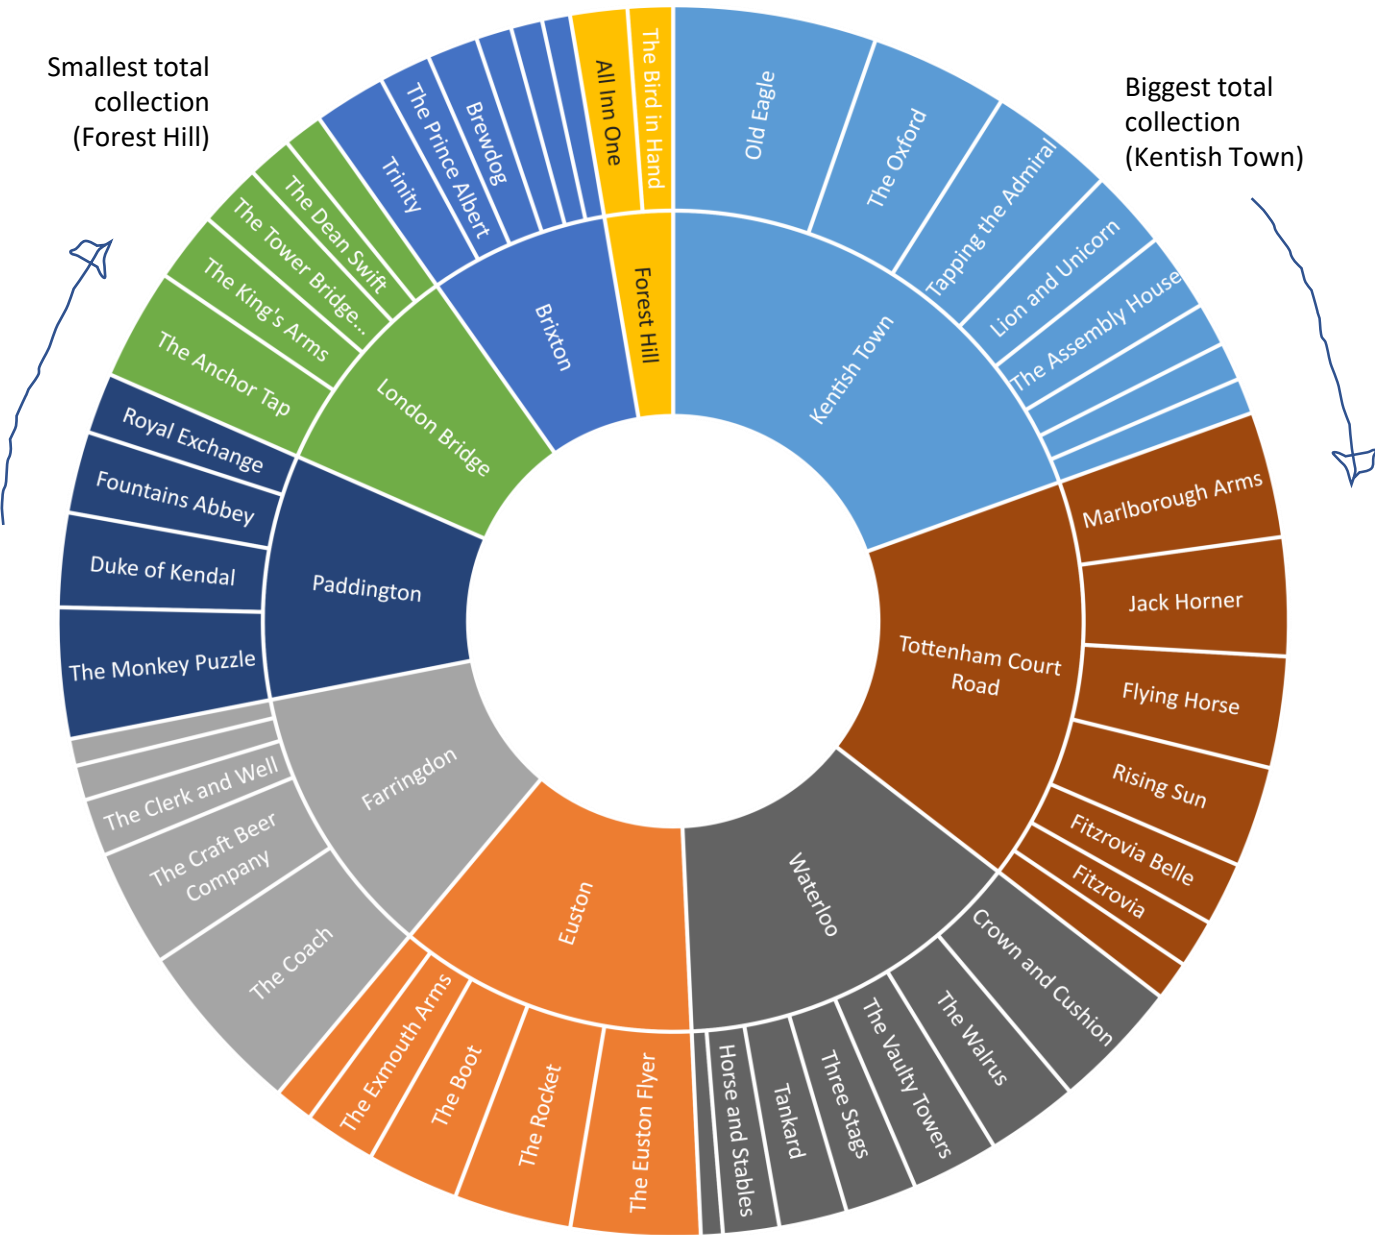 Smallest total
collection
(Forest Hill)
Biggest total
collection
(Kentish Town)
Old Eagle
The Oxford
Tapping the Admiral
Lion and Unicorn
The Assembly House
Kentish Town
Marlborough Arms
Jack Horner
Flying Horse
Rising Sun
Fitzrovia Belle
Fitzrovia
Tottenham Court
Road
Crown and Cushion
The Walrus
The Vaulty Towers
Three Stags
Tankard
Horse and Stables
Waterloo
The Euston Flyer
The Rocket
The Boot
The Exmouth Arms
Euston
The Coach
The Craft Beer
Company
The Clerk and Well
Farringdon
The Monkey Puzzle
Duke of Kendal
Fountains Abbey
Royal Exchange
Paddington
The Anchor Tap
The King's Arms
The Tower Bridge...
The Dean Swift
London Bridge
Trinity
The Prince Albert
Brewdog
Brixton
All Inn One
The Bird in Hand
Forest Hill